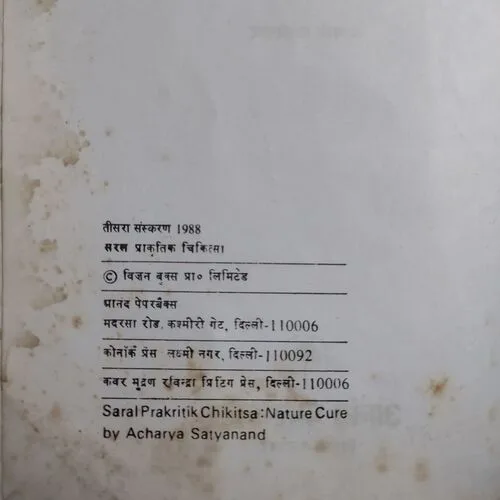 तीसरा संस्करण 1988
सरल प्राकृतिक चिकित्सा
© विजन बुक्स प्रा० लिमिटेड
आनंद पेपरबैक्स
मदरसा रोड, कश्मीरी गेट, दिल्ली-110006
कोनार्क प्रेस लक्ष्मी नगर, दिल्ली-110092
कवर मुद्रण रविन्द्रा प्रिंटिग प्रेस, दिल्ली-110006
Saral Prakritik Chikitsa: Nature Cure
by Acharya Satyanand